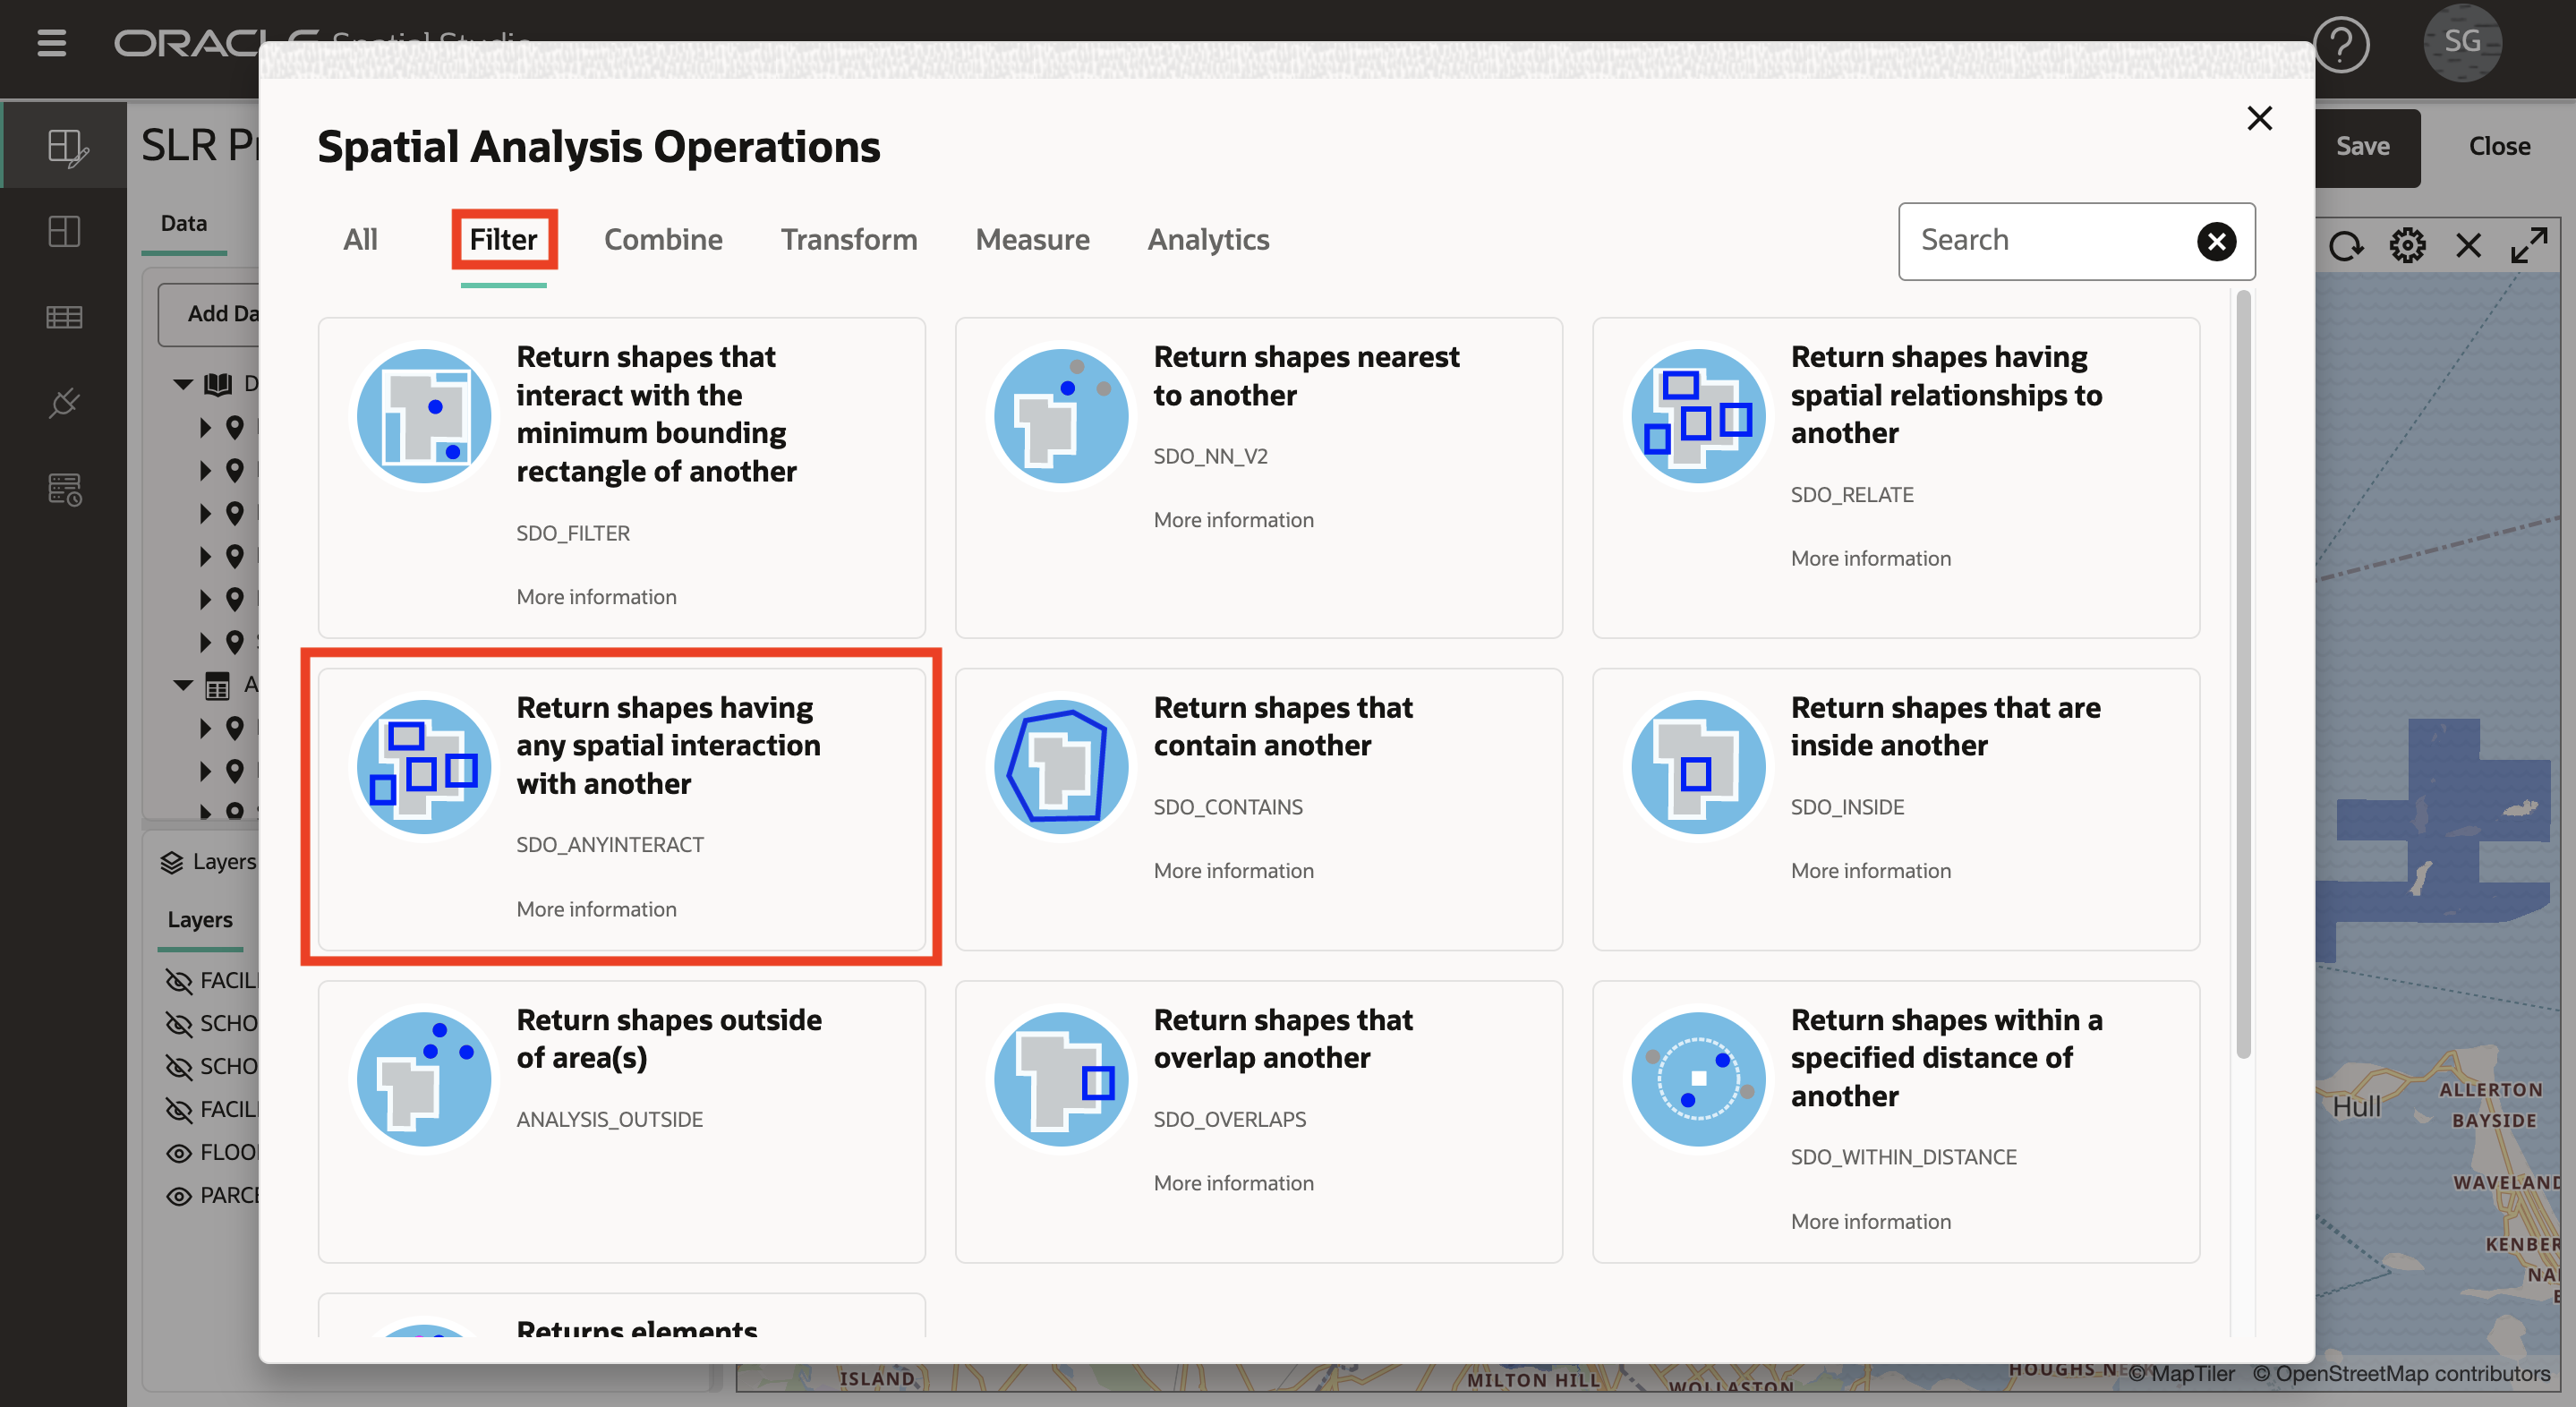 ORACLE Spatial Studio
SG
SLR Pr
Save
Close
Data
Add Da
D
A
Layers
Layers
FACIL
SCHO
SCHO
FACIL
FLOO
PARCE
Spatial Analysis Operations
All
Filter
Combine
Transform
Measure
Analytics
Search
Return shapes that
interact with the
minimum bounding
rectangle of another
SDO_FILTER
More information
Return shapes nearest
to another
SDO_NN_V2
More information
Return shapes having
spatial relationships to
another
SDO_RELATE
More information
Return shapes having
any spatial interaction
with another
SDO_ANYINTERACT
More information
Return shapes that
contain another
SDO_CONTAINS
More information
Return shapes that are
inside another
SDO_INSIDE
More information
Return shapes outside
of area(s)
ANALYSIS_OUTSIDE
Return shapes that
overlap another
SDO_OVERLAPS
More information
Return shapes within a
specified distance of
another
SDO_WITHIN_DISTANCE
More information
Returns elements
Hull
ALLERTON
BAYSIDE
WAVELAND
KENBER
NA
ISLAND
MILTON HILL
WOLLASTON
HOUGHS NECK
© MapTiler © OpenStreetMap contributors